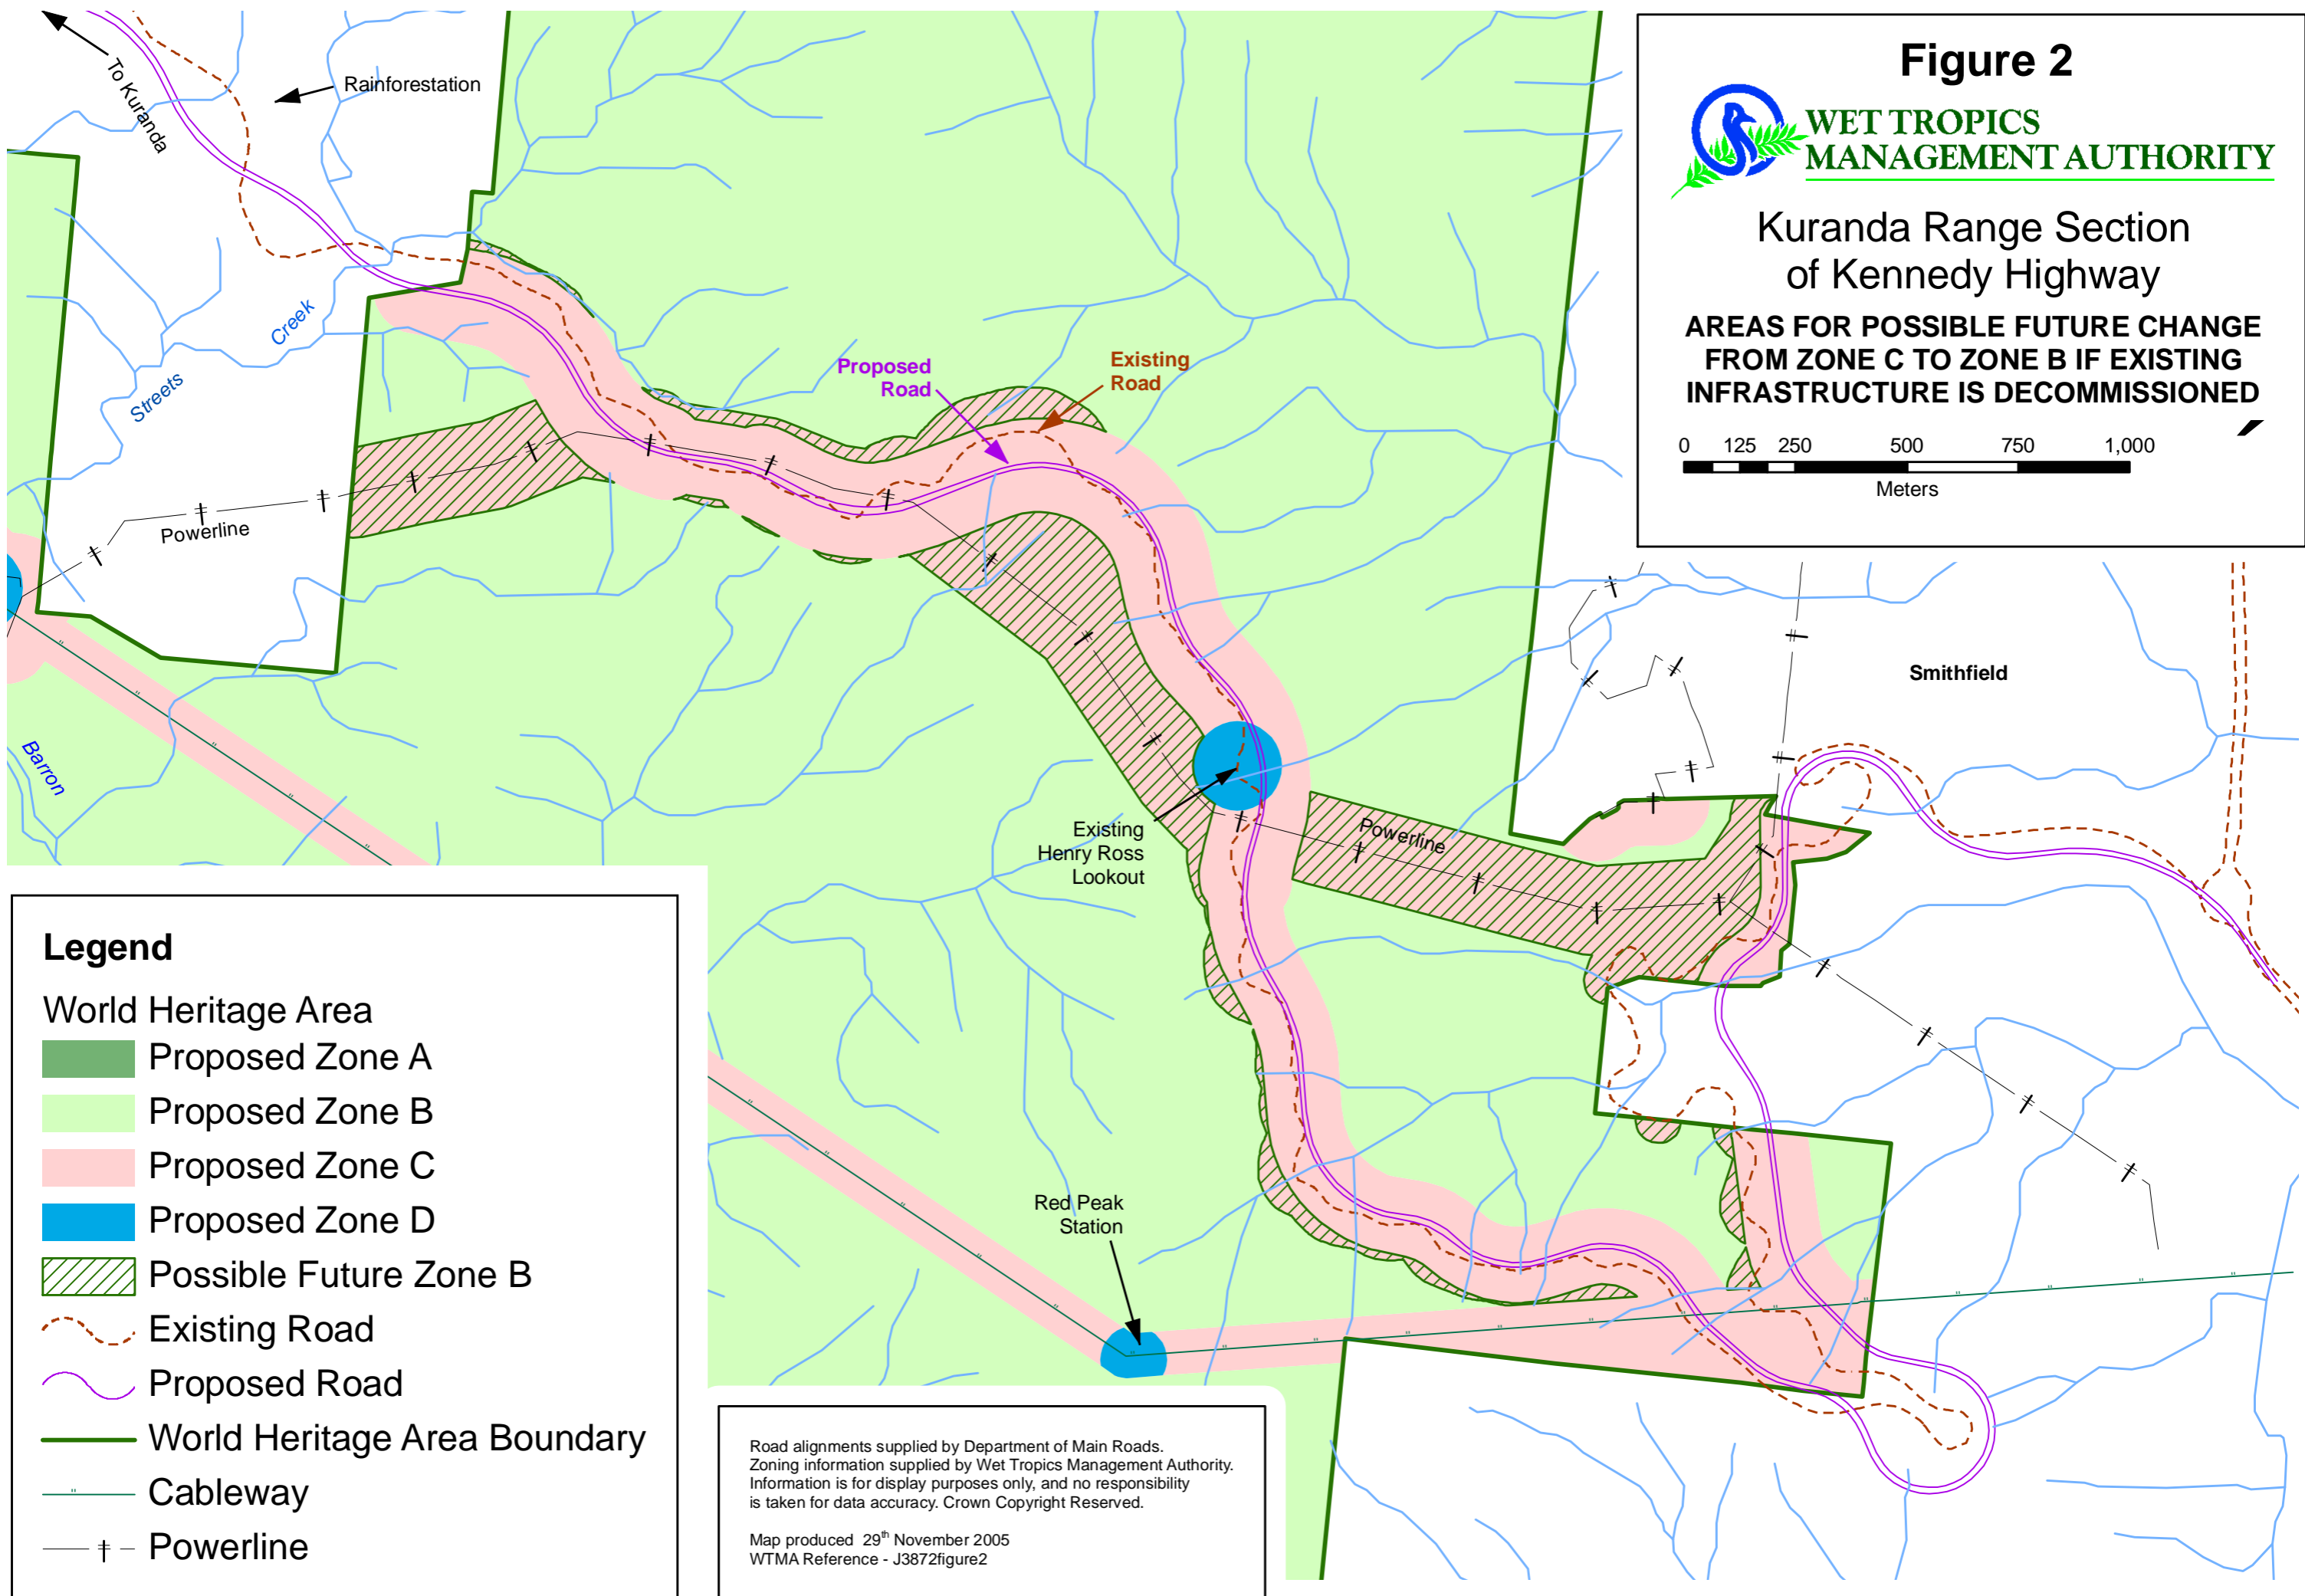 Figure 2
WET TROPICS
MANAGEMENT AUTHORITY
Kuranda Range Section
of Kennedy Highway
AREAS FOR POSSIBLE FUTURE CHANGE
FROM ZONE C TO ZONE B IF EXISTING
INFRASTRUCTURE IS DECOMMISSIONED
0 125 250 500 750 1,000
Meters
To Kuranda
Rainforestation
Creek
Streets
Proposed
Road
Existing
Road
Powerline
Smithfield
Barron
Existing
Henry Ross
Lookout
Powerline
Red Peak
Station
Legend
World Heritage Area
Proposed Zone A
Proposed Zone B
Proposed Zone C
Proposed Zone D
Possible Future Zone B
Existing Road
Proposed Road
World Heritage Area Boundary
Cableway
Powerline
Road alignments supplied by Department of Main Roads.
Zoning information supplied by Wet Tropics Management Authority.
Information is for display purposes only, and no responsibility
is taken for data accuracy. Crown Copyright Reserved.
Map produced 29th November 2005
WTMA Reference - J3872figure2